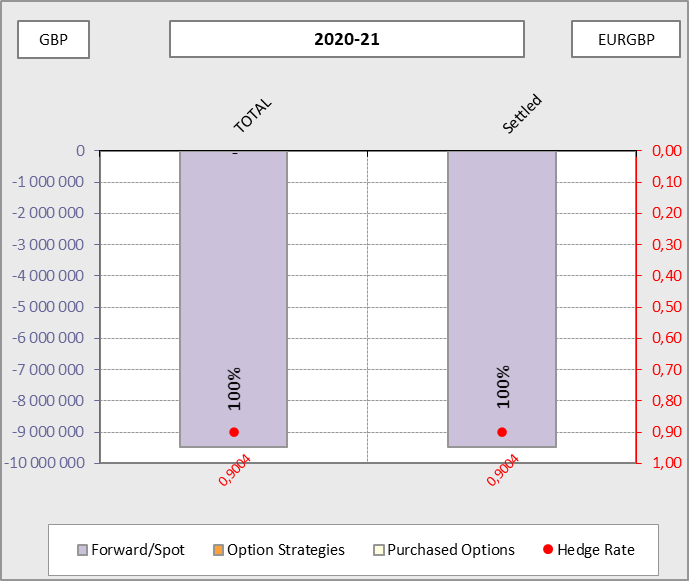 GBP
2020-21
EURGBP
TOTAL
Settled
0
-1 000 000
-2 000 000
-3 000 000
-4 000 000
-5 000 000
-6 000 000
-7 000 000
-8 000 000
-9 000 000
-10 000 000
100%
100%
0,9004
0,9004
0,00
0,10
0,20
0,30
0,40
0,50
0,60
0,70
0,80
0,90
1,00
Forward/Spot Option Strategies Purchased Options Hedge Rate